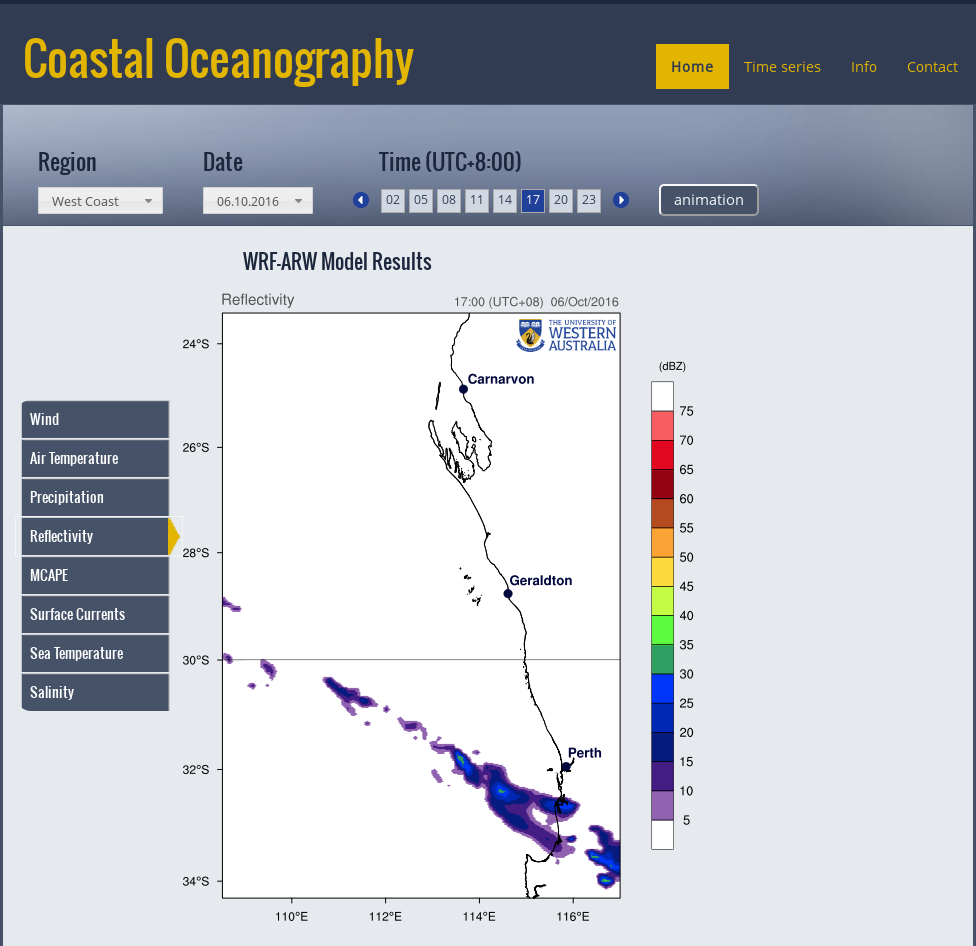 Coastal Oceanography
Home Time series Info Contact
Region Date Time (UTC+8:00)
West Coast 06.10.2016 02 05 08 11 14 17 20 23 animation
WRF-ARW Model Results
Reflectivity 17:00 (UTC+08) 06/Oct/2016
THE UNIVERSITY OF
WESTERN
AUSTRALIA
24°S
26°S
28°S
30°S
32°S
34°S
110°E 112°E 114°E 116°E
Carnarvon
Geraldton
Perth
Wind
Air Temperature
Precipitation
Reflectivity
MCAPE
Surface Currents
Sea Temperature
Salinity
(dBZ)
75
70
65
60
55
50
45
40
35
30
25
20
15
10
5